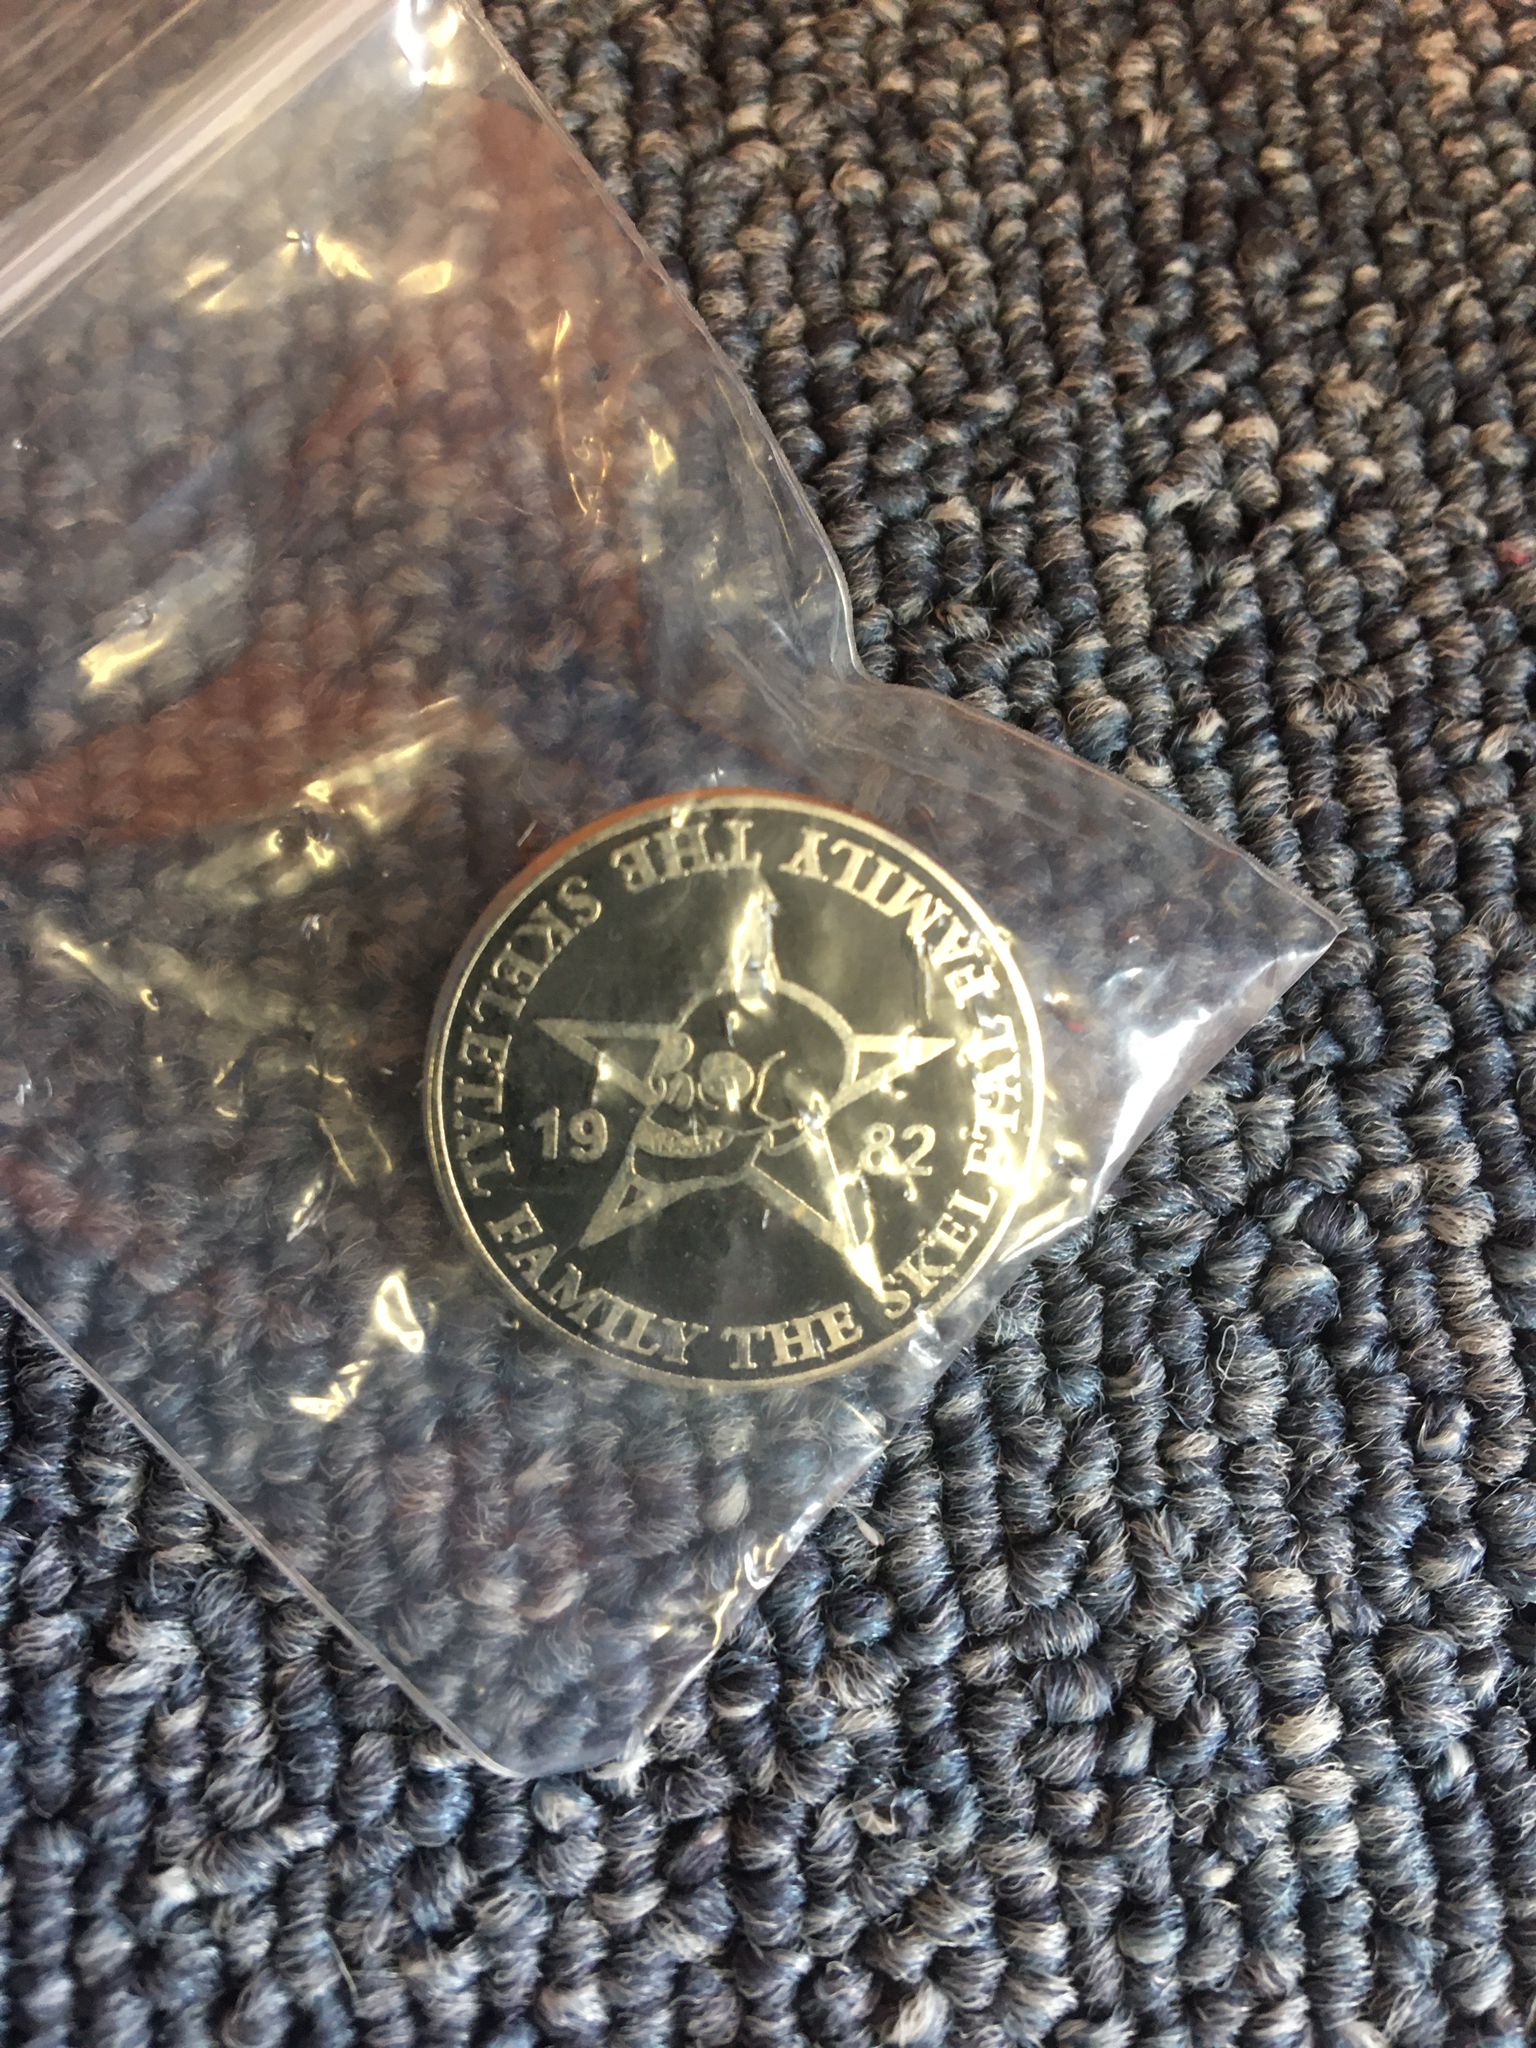 THE SKELETAL FAMILY THE SKELETAL FAMILY
19 82